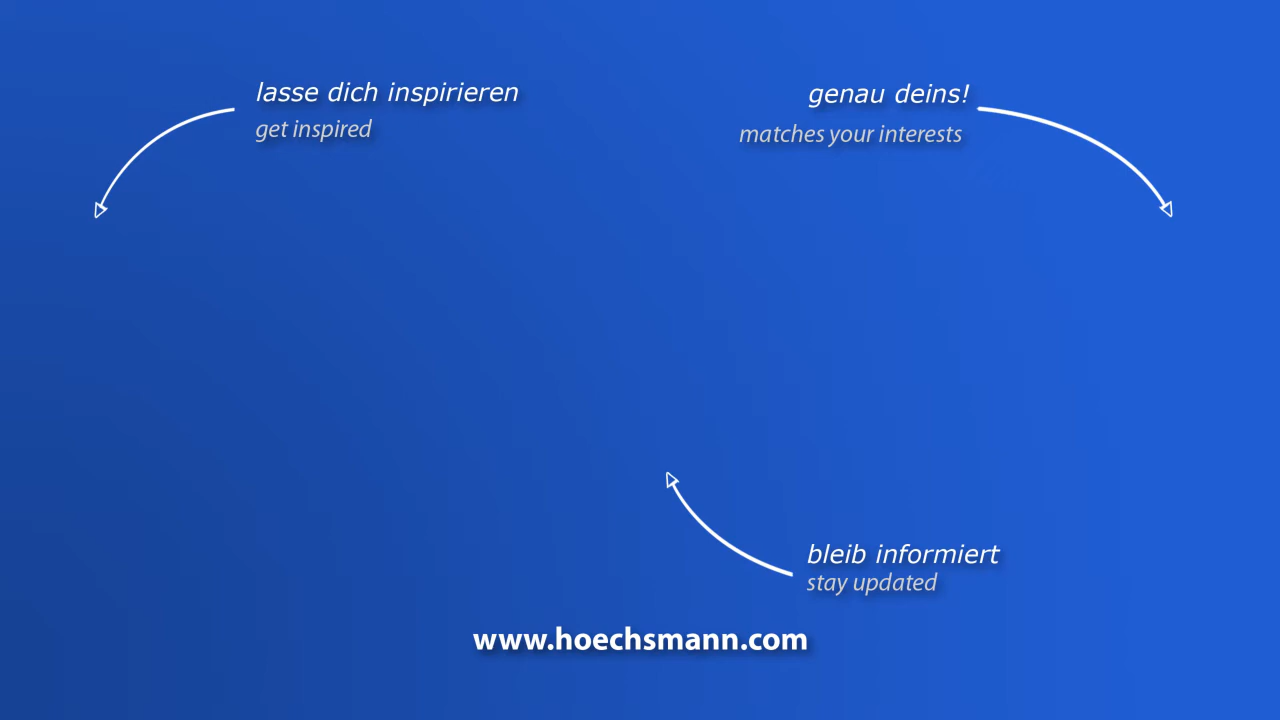 lasse dich inspirieren
get inspired
genau deins!
matches your interests
bleib informiert
stay updated
www.hoechsmann.com